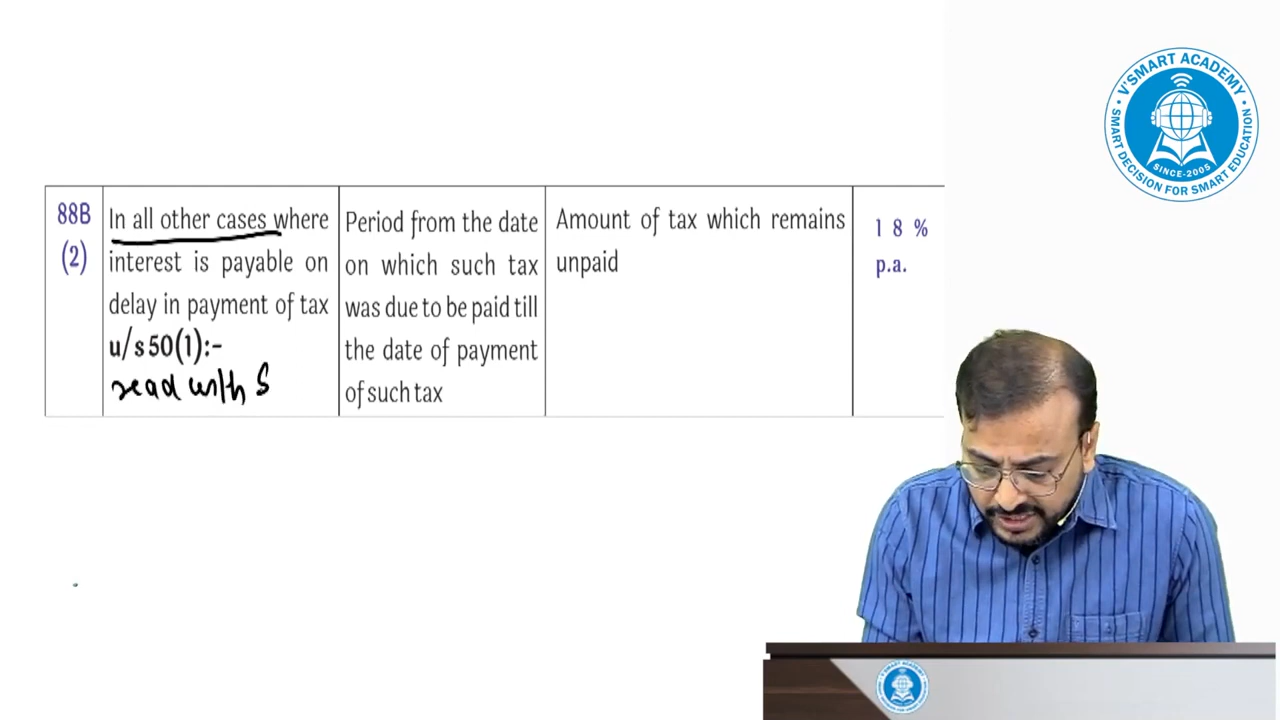 V'SMART ACADEMY
SMART DECISION FOR SMART EDUCATION
SINCE-2005
88B
(2)
In all other cases where
interest is payable on
delay in payment of tax
u/s 50(1):-
read with S
Period from the date
on which such tax
was due to be paid till
the date of payment
of such tax
Amount of tax which remains
unpaid
18%
p.a.